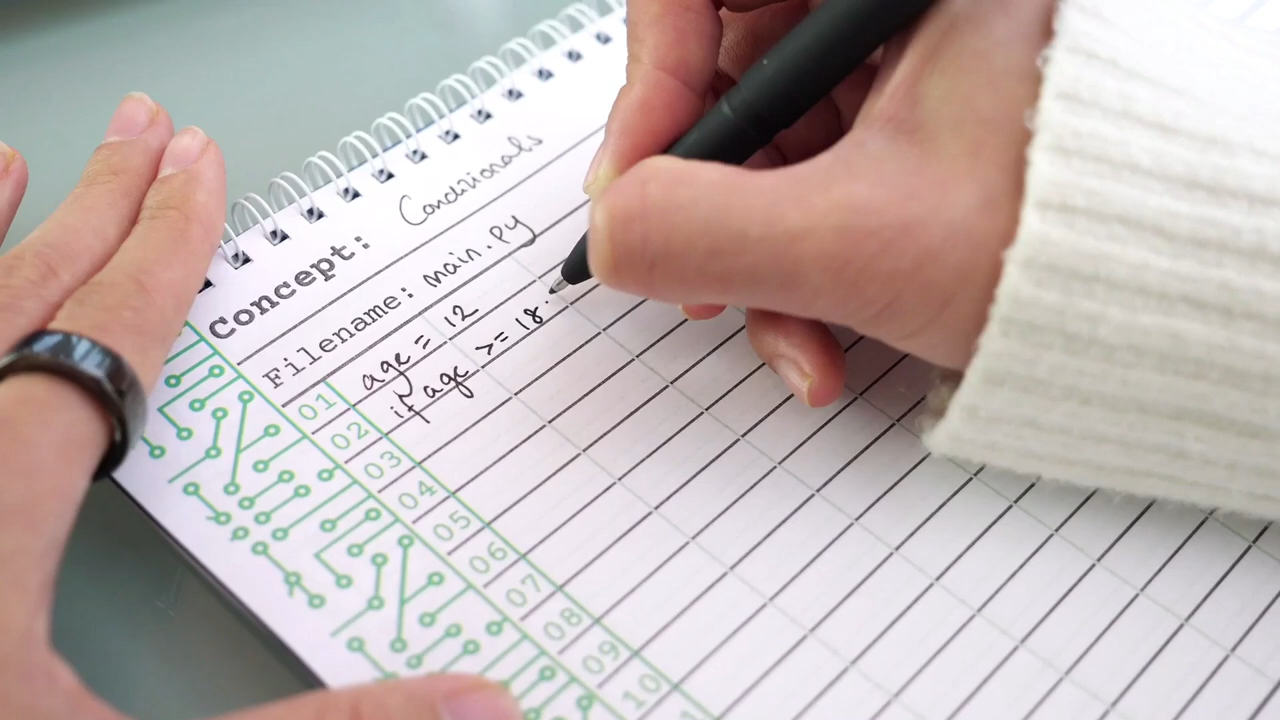 Concept: Conditionals
Filename: main.py
01 age = 12
02 if age >= 18
03
04
05
06
07
08
09
10